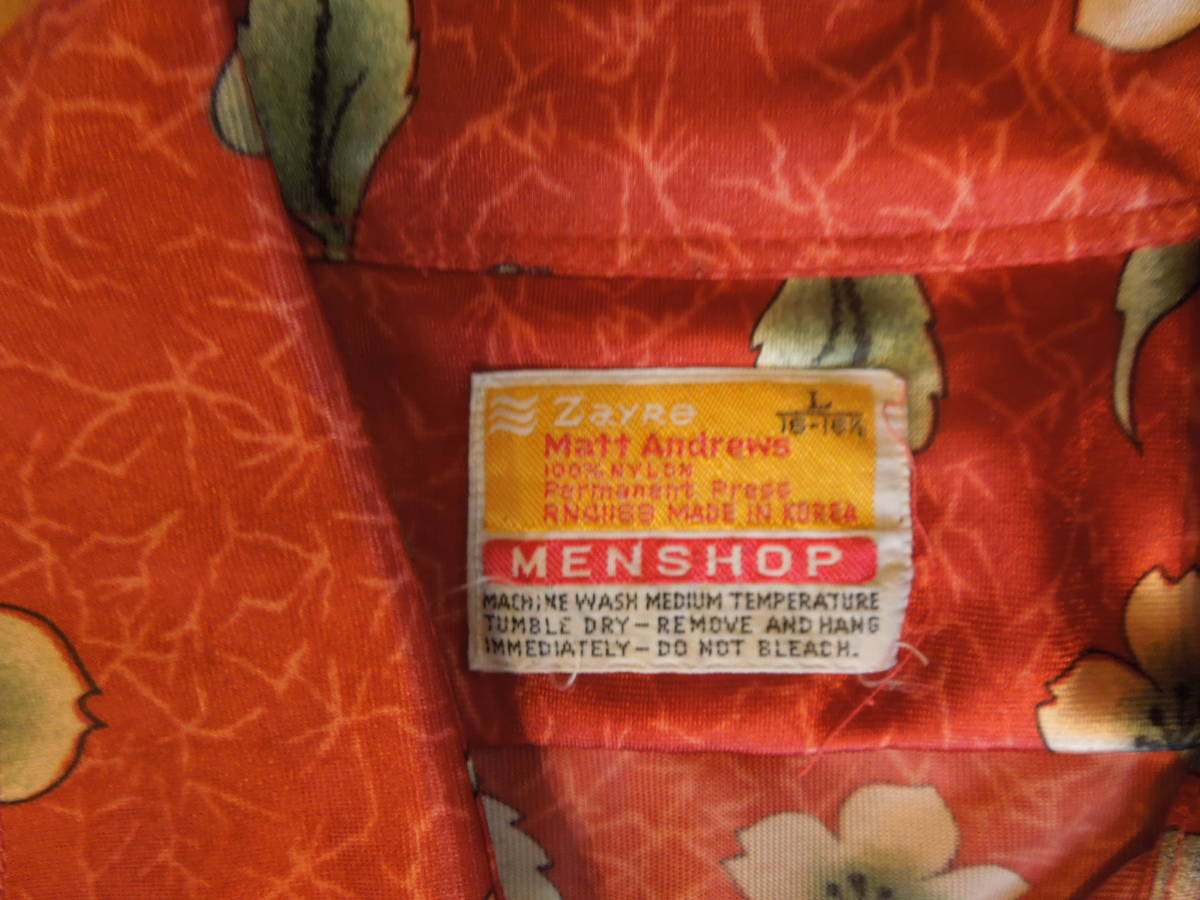 Zayre
L
16-16½
Matt Andrews
100% NYLON
Permanent Press
RN41169 MADE IN KOREA
MENSHOP
MACHINE WASH MEDIUM TEMPERATURE
TUMBLE DRY – REMOVE AND HANG
IMMEDIATELY – DO NOT BLEACH.